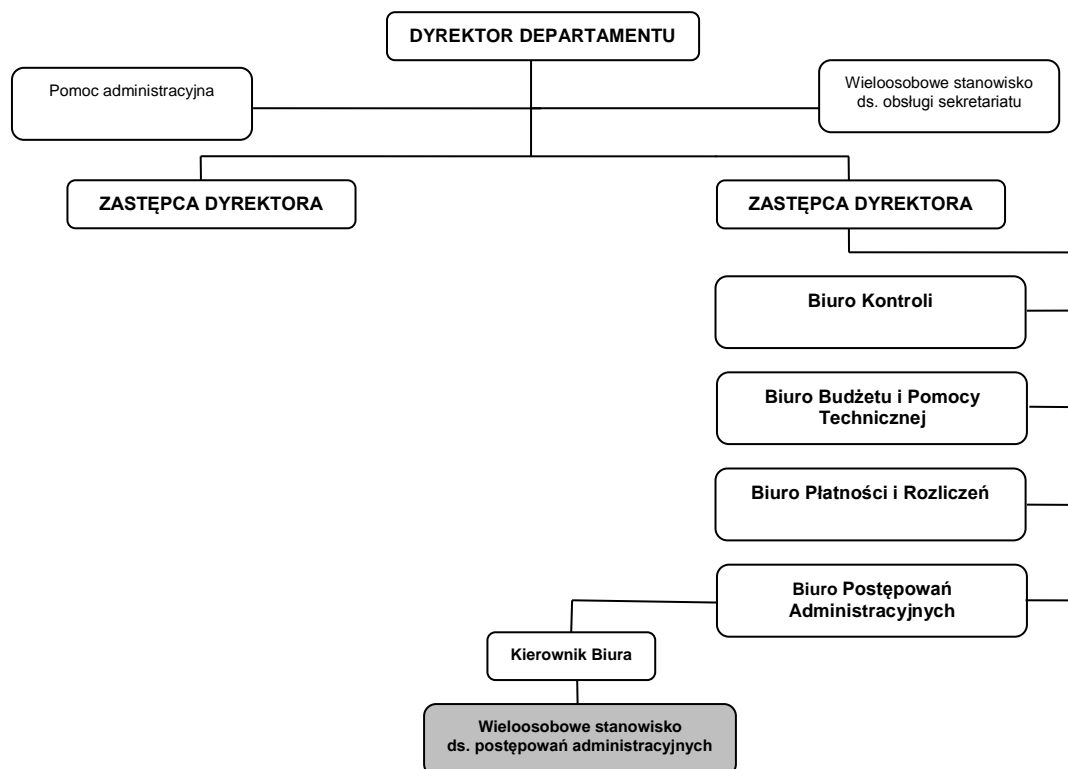 DYREKTOR DEPARTAMENTU
Pomoc administracyjna
Wieloosobowe stanowisko
ds. obsługi sekretariatu
ZASTĘPCA DYREKTORA
ZASTĘPCA DYREKTORA
Biuro Kontroli
Biuro Budżetu i Pomocy
Technicznej
Biuro Płatności i Rozliczeń
Biuro Postępowań
Administracyjnych
Kierownik Biura
Wieloosobowe stanowisko
ds. postępowań administracyjnych